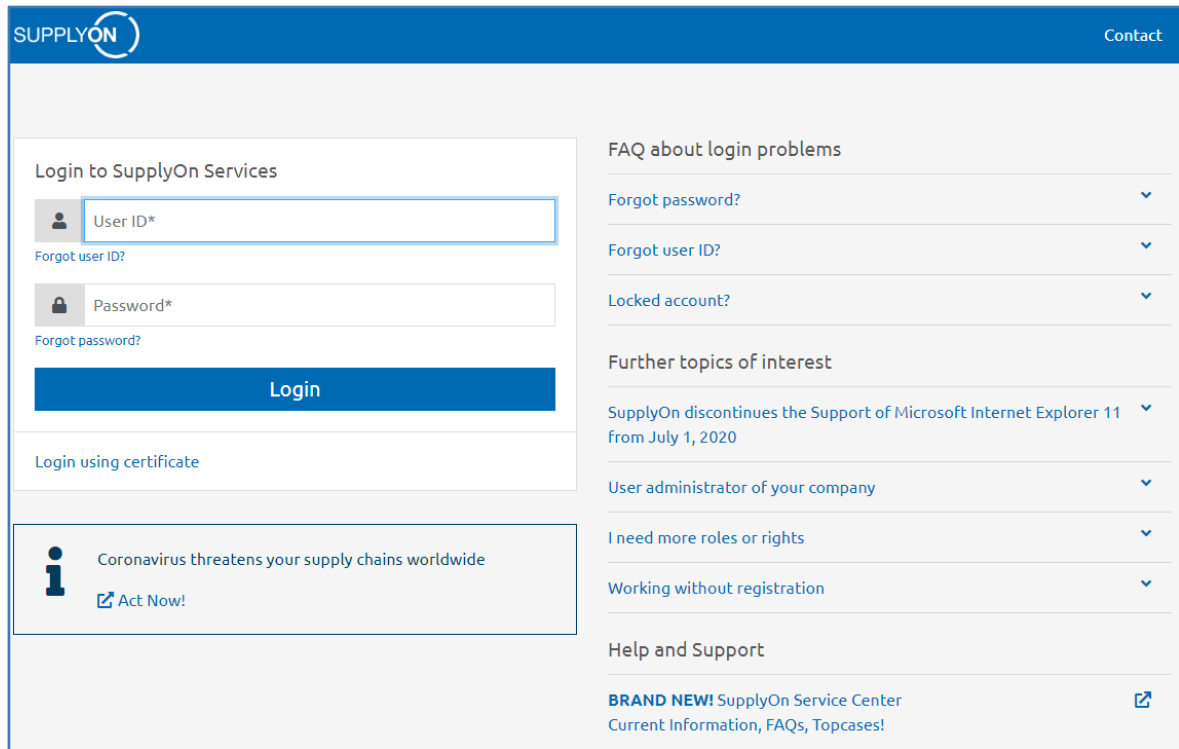 SUPPLYON
Contact
Login to SupplyOn Services
User ID*
Forgot user ID?
Password*
Forgot password?
Login
Login using certificate
Coronavirus threatens your supply chains worldwide
Act Now!
FAQ about login problems
Forgot password?
Forgot user ID?
Locked account?
Further topics of interest
SupplyOn discontinues the Support of Microsoft Internet Explorer 11
from July 1, 2020
User administrator of your company
I need more roles or rights
Working without registration
Help and Support
BRAND NEW! SupplyOn Service Center
Current Information, FAQs, Topcases!